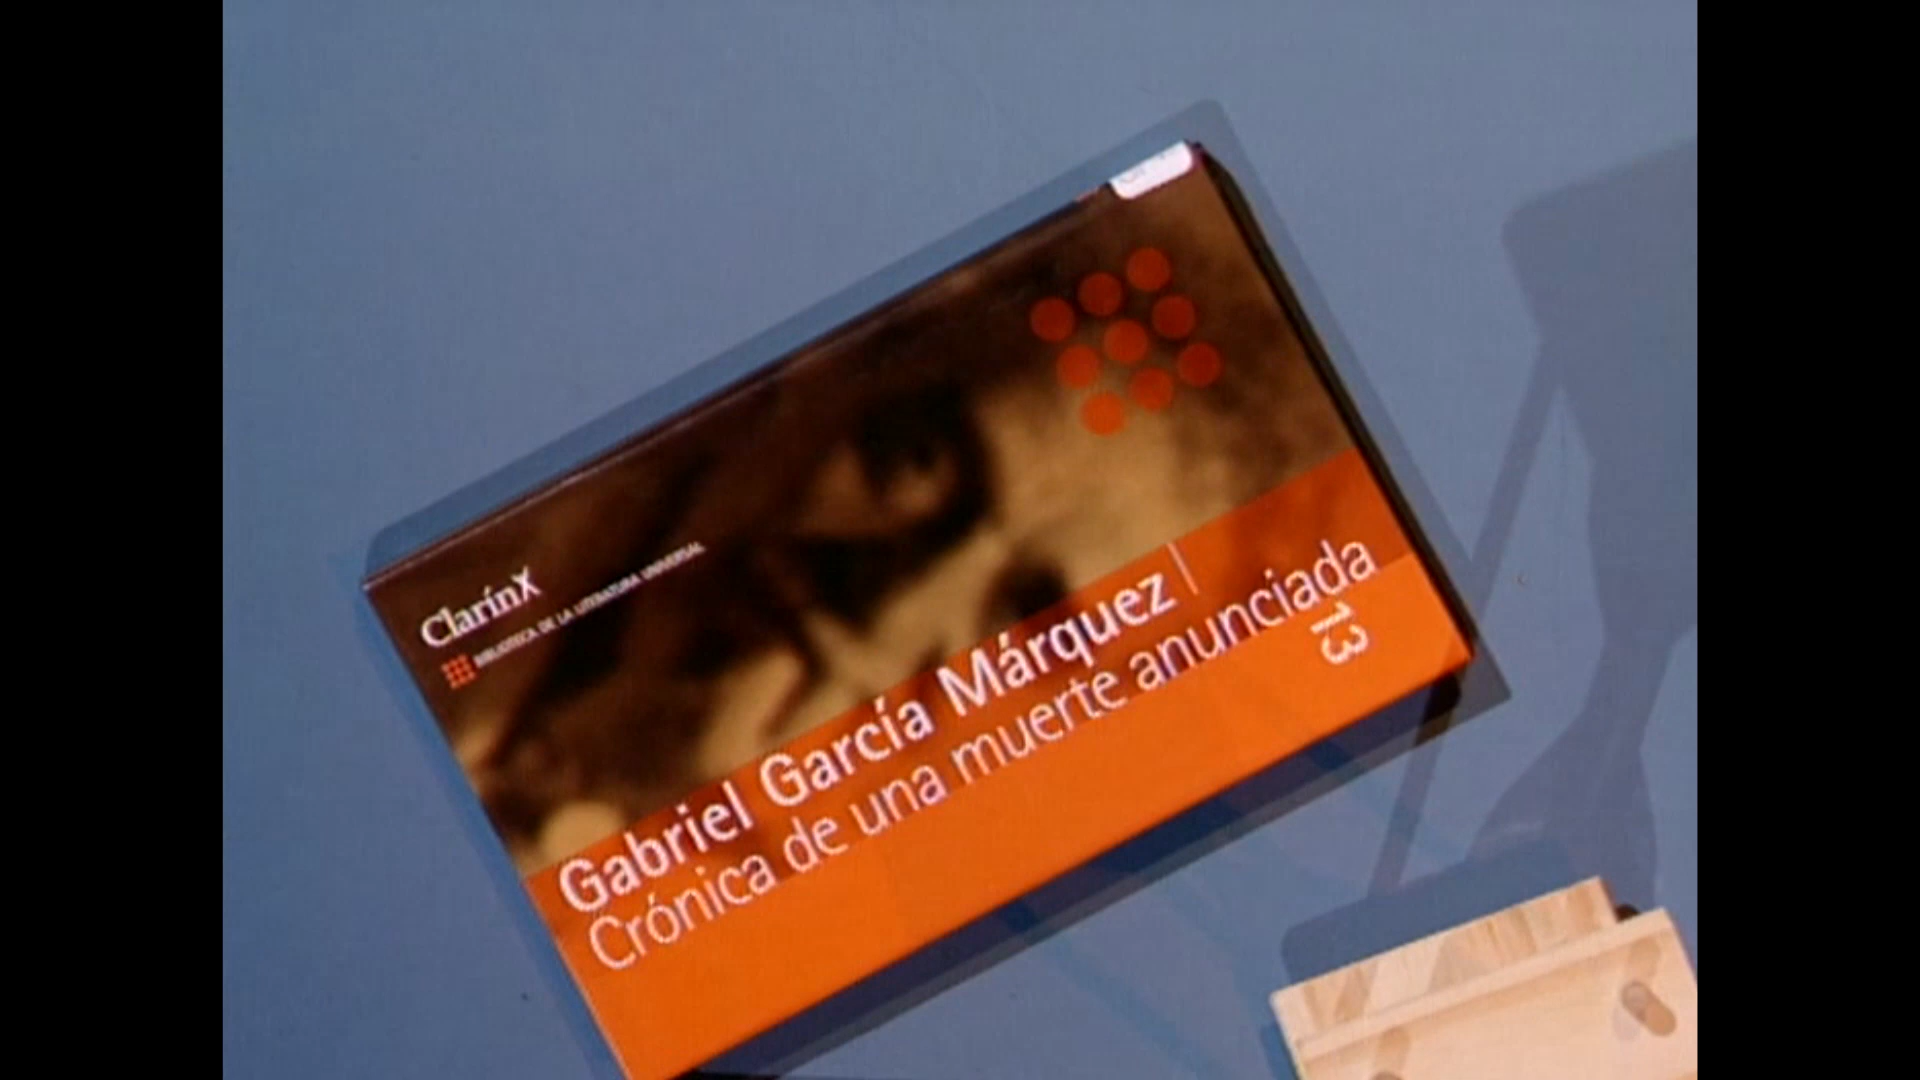 ClarínX
BIBLIOTECA DE LA LITERATURA UNIVERSAL
Gabriel García Márquez
Crónica de una muerte anunciada
13